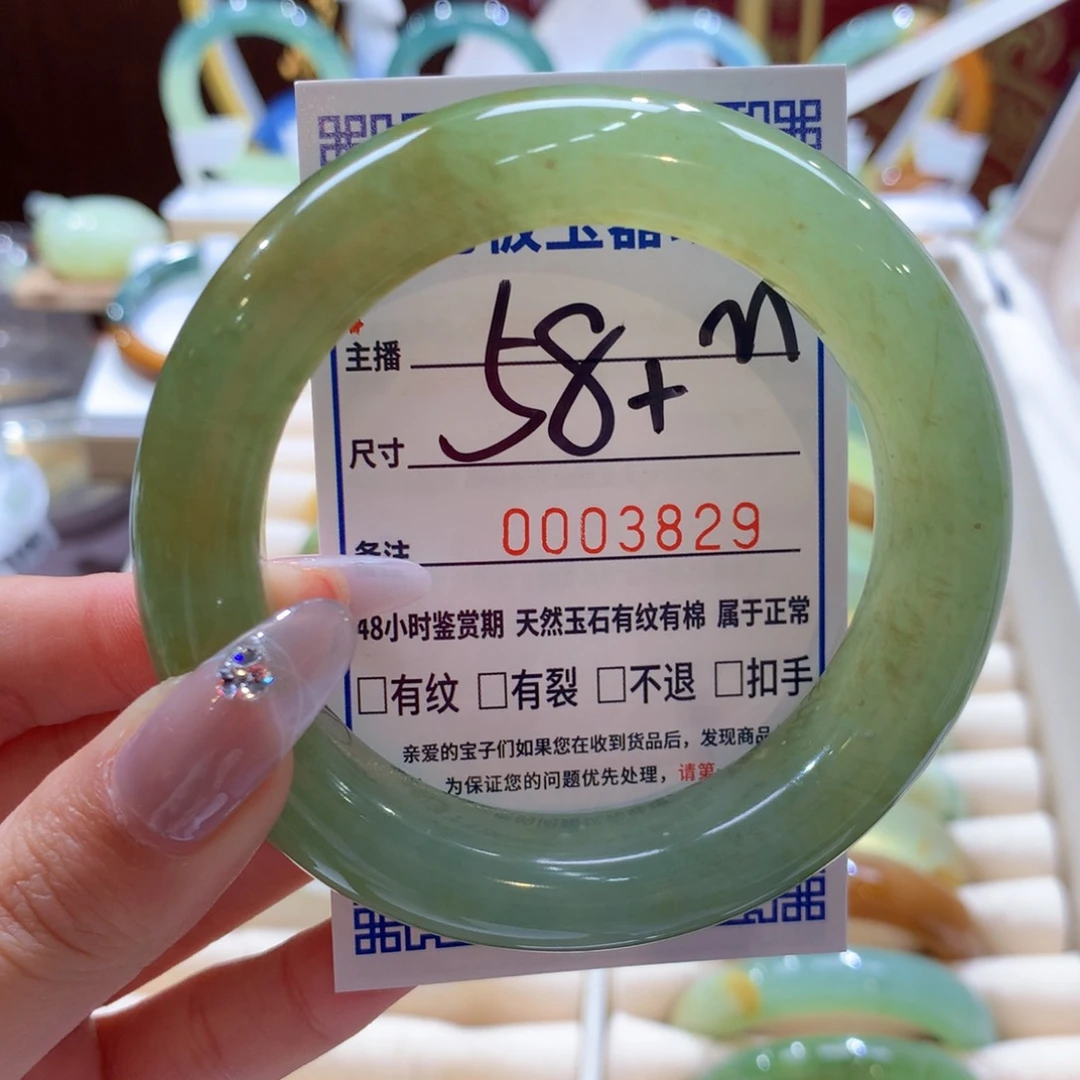 玉器
主播
58+ n
尺寸
备注 0003829
48小时鉴赏期 天然玉石有纹有棉 属于正常
□有纹 □有裂 □不退 □扣手
亲爱的宝子们如果您在收到货品后，发现商品
为保证您的问题优先处理，请第一